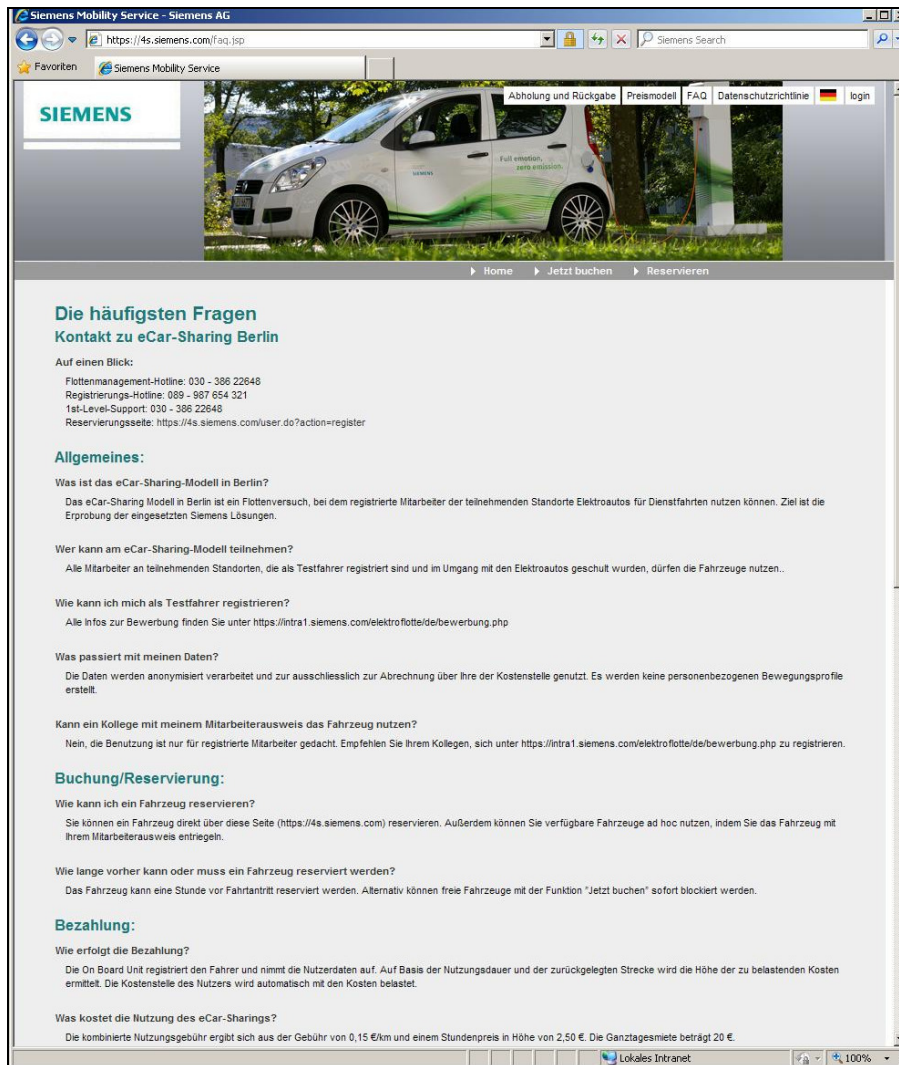 Siemens Mobility Service - Siemens AG
https://4s.siemens.com/faq.jsp
Siemens Search
Favoriten
Siemens Mobility Service
SIEMENS
Abholung und Rückgabe
Preismodell
FAQ
Datenschutzrichtlinie
login
Full emotion,
zero emission.
SIEMENS
Home
Jetzt buchen
Reservieren
Die häufigsten Fragen
Kontakt zu eCar-Sharing Berlin
Auf einen Blick:
Flottenmanagement-Hotline: 030 - 386 22648
Registrierungs-Hotline: 089 - 987 654 321
1st-Level-Support: 030 - 386 22648
Reservierungsseite: https://4s.siemens.com/user.do?action=register
Allgemeines:
Was ist das eCar-Sharing-Modell in Berlin?
Das eCar-Sharing Modell in Berlin ist ein Flottenversuch, bei dem registrierte Mitarbeiter der teilnehmenden Standorte Elektroautos für Dienstfahrten nutzen können. Ziel ist die
Erprobung der eingesetzten Siemens Lösungen.
Wer kann am eCar-Sharing-Modell teilnehmen?
Alle Mitarbeiter an teilnehmenden Standorten, die als Testfahrer registriert sind und im Umgang mit den Elektroautos geschult wurden, dürfen die Fahrzeuge nutzen..
Wie kann ich mich als Testfahrer registrieren?
Alle Infos zur Bewerbung finden Sie unter https://intra1.siemens.com/elektroflotte/de/bewerbung.php
Was passiert mit meinen Daten?
Die Daten werden anonymisiert verarbeitet und zur ausschliesslich zur Abrechnung über Ihre der Kostenstelle genutzt. Es werden keine personenbezogenen Bewegungsprofile
erstellt.
Kann ein Kollege mit meinem Mitarbeiterausweis das Fahrzeug nutzen?
Nein, die Benutzung ist nur für registrierte Mitarbeiter gedacht. Empfehlen Sie Ihrem Kollegen, sich unter https://intra1.siemens.com/elektroflotte/de/bewerbung.php zu registrieren.
Buchung/Reservierung:
Wie kann ich ein Fahrzeug reservieren?
Sie können ein Fahrzeug direkt über diese Seite (https://4s.siemens.com) reservieren. Außerdem können Sie verfügbare Fahrzeuge ad hoc nutzen, indem Sie das Fahrzeug mit
Ihrem Mitarbeiterausweis entriegeln.
Wie lange vorher kann oder muss ein Fahrzeug reserviert werden?
Das Fahrzeug kann eine Stunde vor Fahrtantritt reserviert werden. Alternativ können freie Fahrzeuge mit der Funktion "Jetzt buchen" sofort blockiert werden.
Bezahlung:
Wie erfolgt die Bezahlung?
Die On Board Unit registriert den Fahrer und nimmt die Nutzerdaten auf. Auf Basis der Nutzungsdauer und der zurückgelegten Strecke wird die Höhe der zu belastenden Kosten
ermittelt. Die Kostenstelle des Nutzers wird automatisch mit den Kosten belastet.
Was kostet die Nutzung des eCar-Sharings?
Die kombinierte Nutzungsgebühr ergibt sich aus der Gebühr von 0,15 €/km und einem Stundenpreis in Höhe von 2,50 €. Die Ganztagesmiete beträgt 20 €.
Lokales Intranet
100%